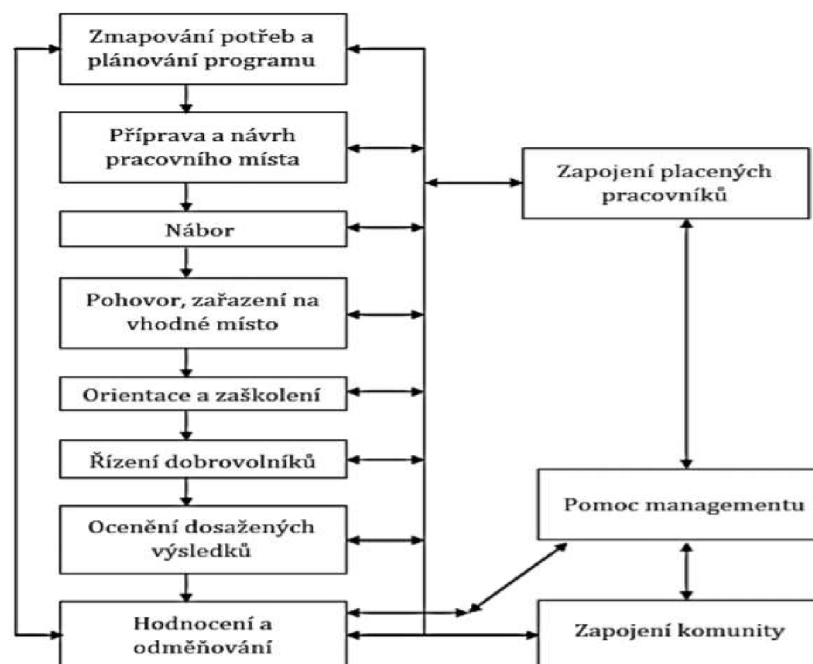 Zmapování potřeb a
plánování programu
Příprava a návrh
pracovního místa
Nábor
Pohovor, zařazení na
vhodné místo
Orientace a zaškolení
Řízení dobrovolníků
Ocenění dosažených
výsledků
Hodnocení a
odměňování
Zapojení placených
pracovníků
Pomoc managementu
Zapojení komunity